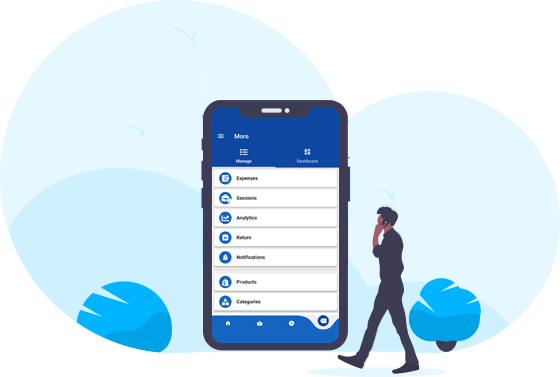 More
Manage
Dashboard
Expenses
Sessions
Analytics
Return
Notifications
Products
Categories